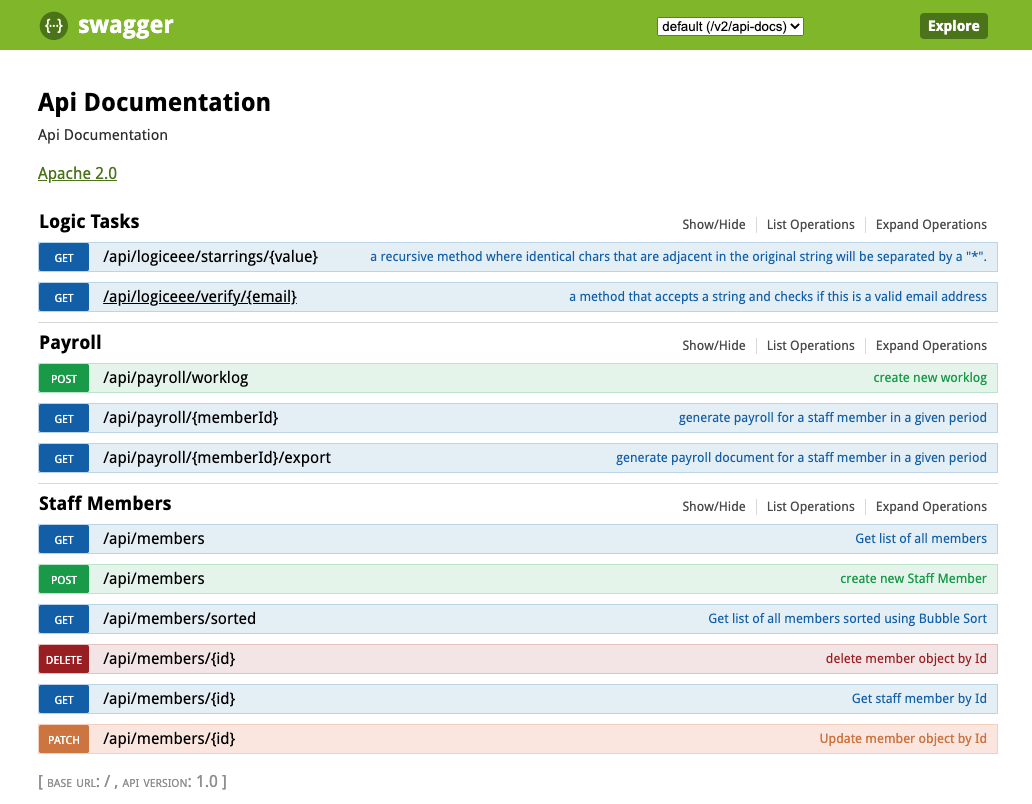 {···} swagger default (/v2/api-docs) Explore
Api Documentation
Api Documentation
Apache 2.0
Logic Tasks Show/Hide List Operations Expand Operations
GET /api/logiceee/starrings/{value} a recursive method where identical chars that are adjacent in the original string will be separated by a "*".
GET /api/logiceee/verify/{email} a method that accepts a string and checks if this is a valid email address
Payroll Show/Hide List Operations Expand Operations
POST /api/payroll/worklog create new worklog
GET /api/payroll/{memberId} generate payroll for a staff member in a given period
GET /api/payroll/{memberId}/export generate payroll document for a staff member in a given period
Staff Members Show/Hide List Operations Expand Operations
GET /api/members Get list of all members
POST /api/members create new Staff Member
GET /api/members/sorted Get list of all members sorted using Bubble Sort
DELETE /api/members/{id} delete member object by Id
GET /api/members/{id} Get staff member by Id
PATCH /api/members/{id} Update member object by Id
[ BASE URL: / , API VERSION: 1.0 ]